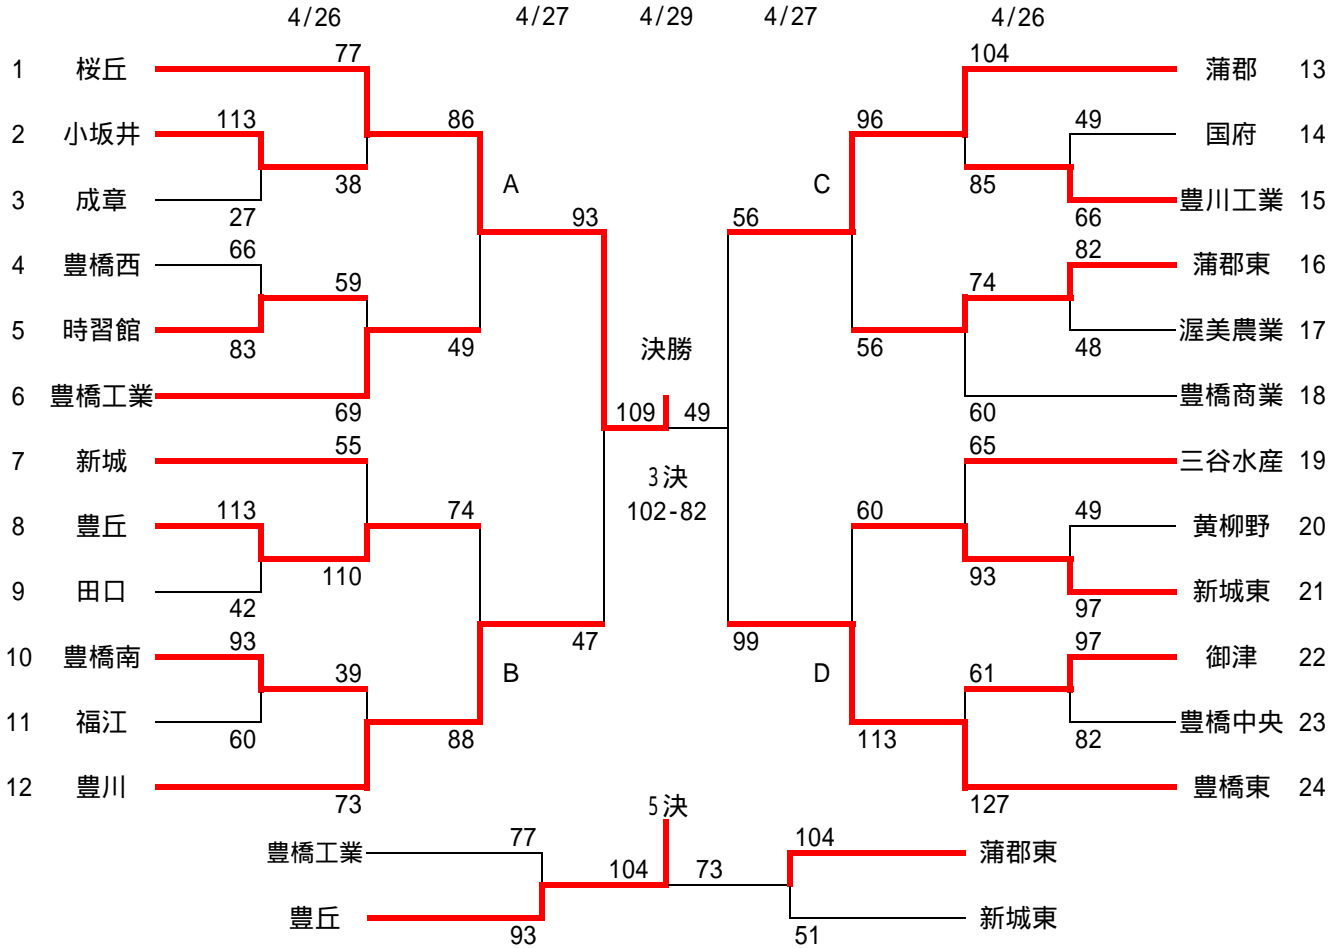 4/26 4/27 4/29 4/27 4/26
77 104
1 桜丘 蒲郡 13
113 86 96 49
2 小坂井 国府 14
38 A C 85
3 成章 豊川工業 15
27 93 56 66
66 82
4 豊橋西 蒲郡東 16
59 74
5 時習館 渥美農業 17
83 49 決勝 56 48
6 豊橋工業 豊橋商業 18
69 109 49 60
55 65
7 新城 三谷水産 19
3決
113 74 102-82 60 49
8 豊丘 黄柳野 20
110 93
9 田口 新城東 21
42 97
93 47 99 97
10 豊橋南 御津 22
39 B D 61
11 福江 豊橋中央 23
60 88 113 82
12 豊川 豊橋東 24
73 5決 127
77 104
豊橋工業 蒲郡東
104 73
豊丘 新城東
93 51